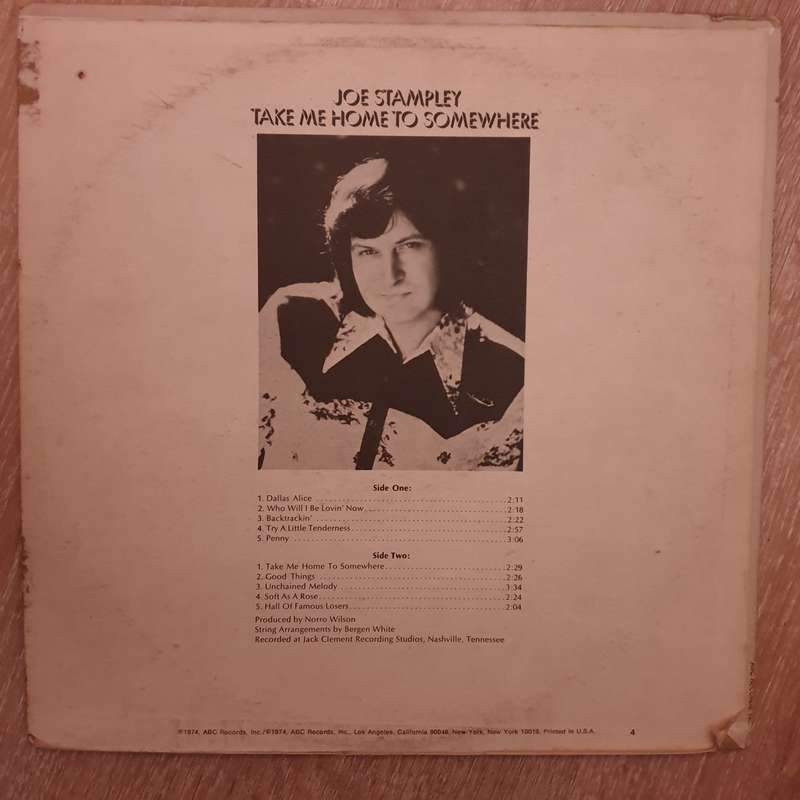 JOE STAMPLEY
TAKE ME HOME TO SOMEWHERE
Side One:
1. Dallas Alice 2:11
2. Who Will I Be Lovin' Now 2:18
3. Backtrackin' 2:22
4. Try A Little Tenderness 2:57
5. Penny 3:06
Side Two:
1. Take Me Home To Somewhere 2:29
2. Good Things 2:26
3. Unchained Melody 3:34
4. Soft As A Rose 2:24
5. Hall Of Famous Losers 2:04
Produced by Norro Wilson
String Arrangements by Bergen White
Recorded at Jack Clement Recording Studios, Nashville, Tennessee
℗1974, ABC Records, Inc./©1974, ABC Records, Inc., Los Angeles, California 90048, New York, New York 10019, Printed in U.S.A. 4